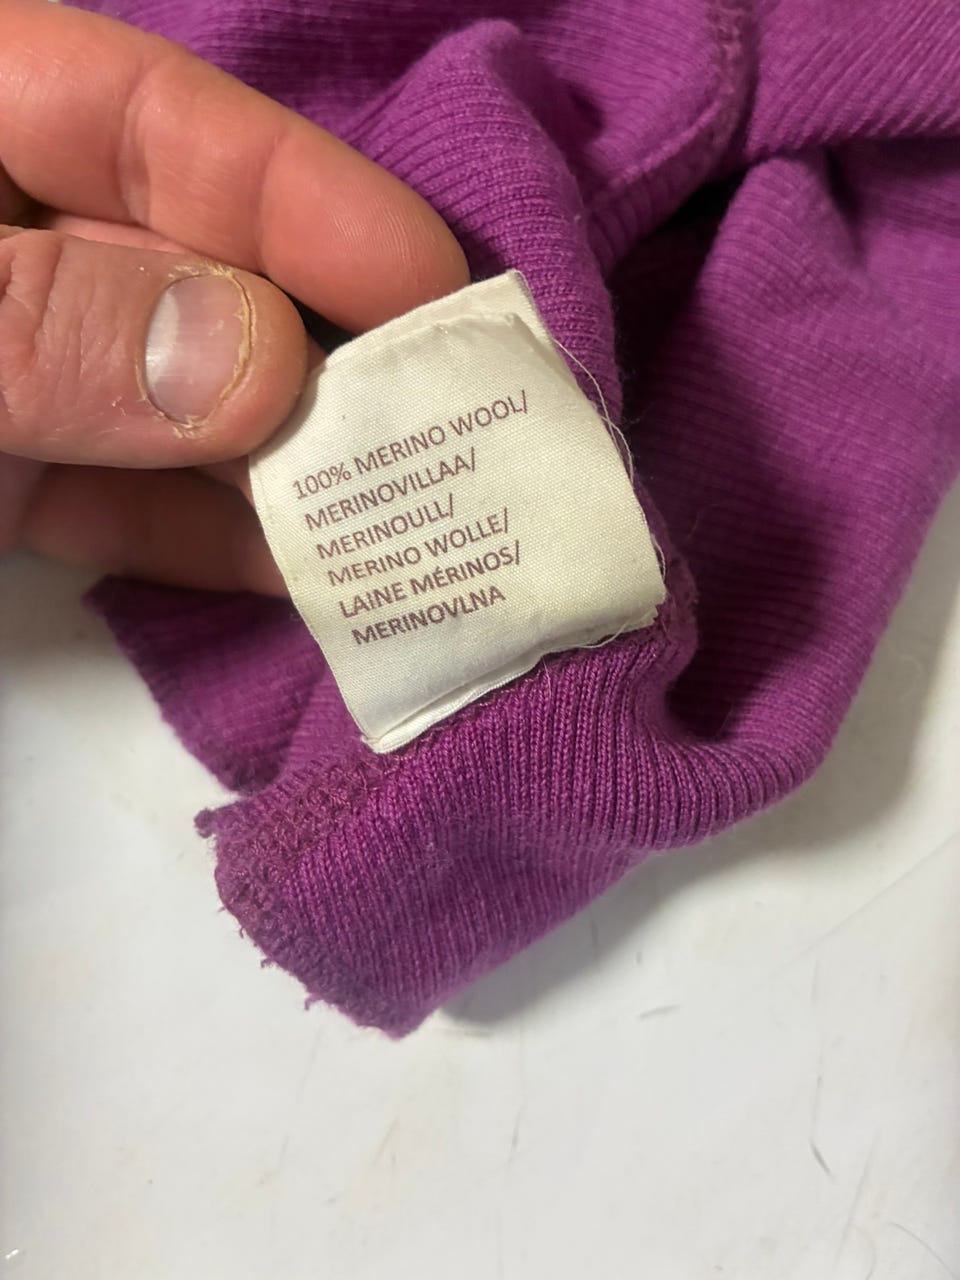 100% MERINO WOOL/
MERINOVILLAA/
MERINOULL/
MERINO WOLLE/
LAINE MÉRINOS/
MERINOVLNA